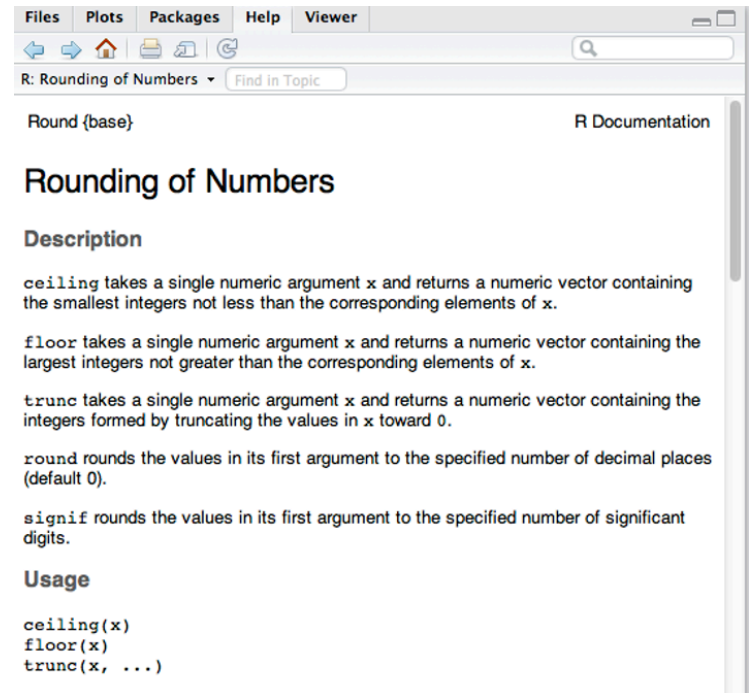 Files Plots Packages Help Viewer
R: Rounding of Numbers Find in Topic
Round {base} R Documentation
Rounding of Numbers
Description
ceiling takes a single numeric argument x and returns a numeric vector containing
the smallest integers not less than the corresponding elements of x.
floor takes a single numeric argument x and returns a numeric vector containing the
largest integers not greater than the corresponding elements of x.
trunc takes a single numeric argument x and returns a numeric vector containing the
integers formed by truncating the values in x toward 0.
round rounds the values in its first argument to the specified number of decimal places
(default 0).
signif rounds the values in its first argument to the specified number of significant
digits.
Usage
ceiling(x)
floor(x)
trunc(x, ...)